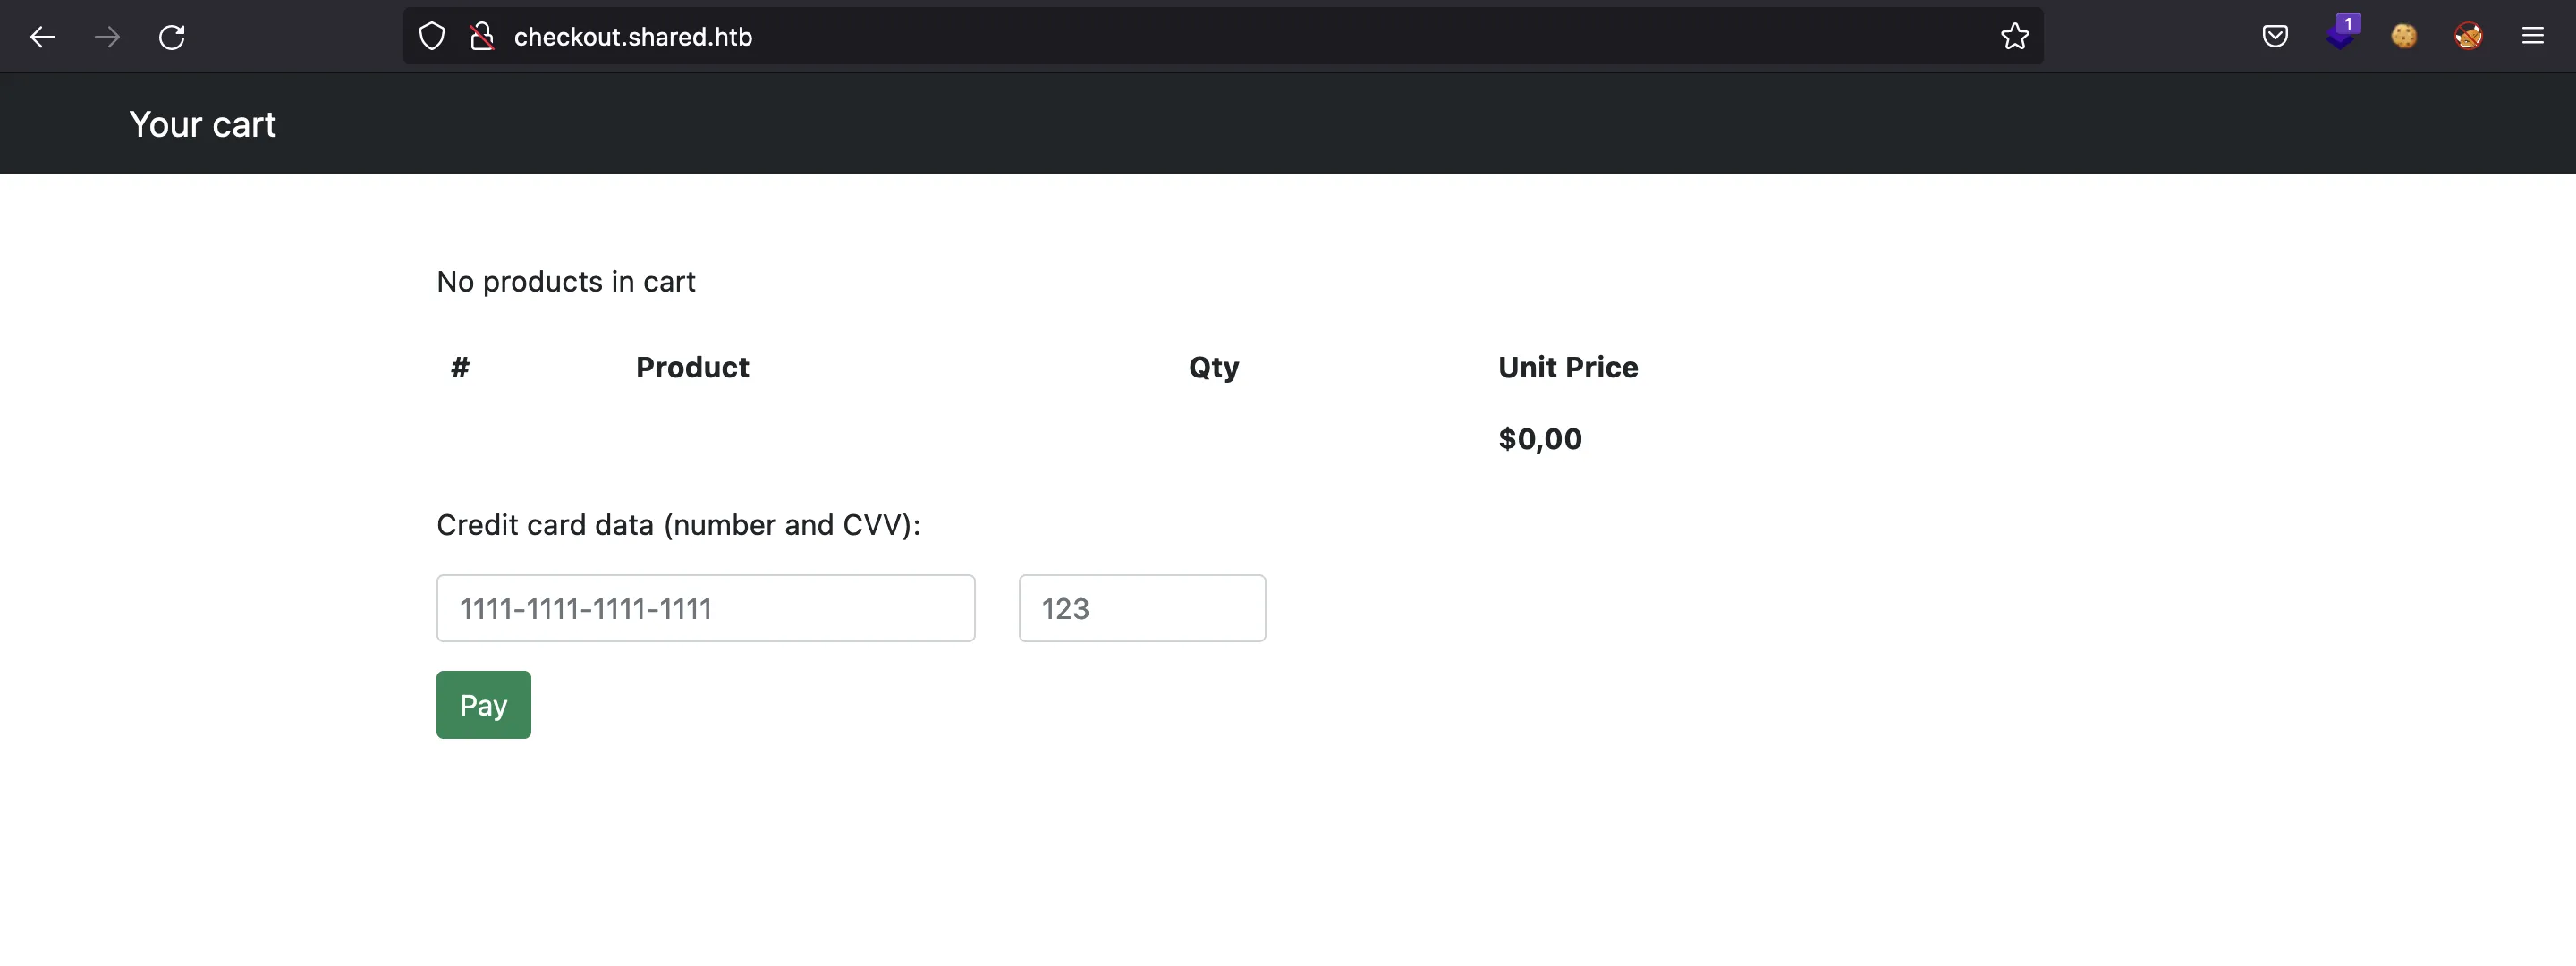 checkout.shared.htb
1
Your cart
No products in cart
# Product Qty Unit Price
$0,00
Credit card data (number and CVV):
1111-1111-1111-1111 123
Pay